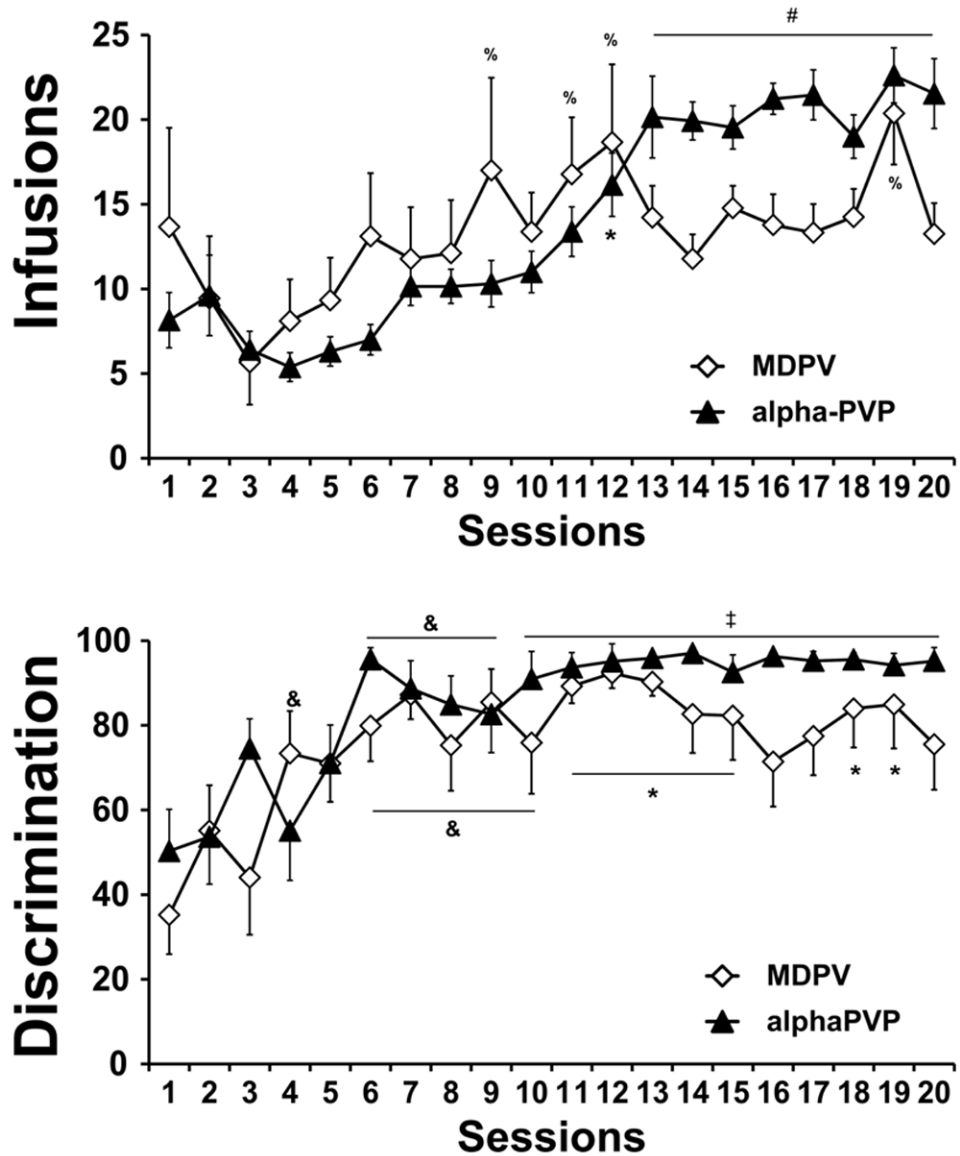 Infusions
25
20
15
10
5
0
%
%
%
*
#
%
MDPV
alpha-PVP
1 2 3 4 5 6 7 8 9 10 11 12 13 14 15 16 17 18 19 20
Sessions
Discrimination
100
80
60
40
20
0
&
&
‡
&
*
* *
MDPV
alphaPVP
1 2 3 4 5 6 7 8 9 10 11 12 13 14 15 16 17 18 19 20
Sessions